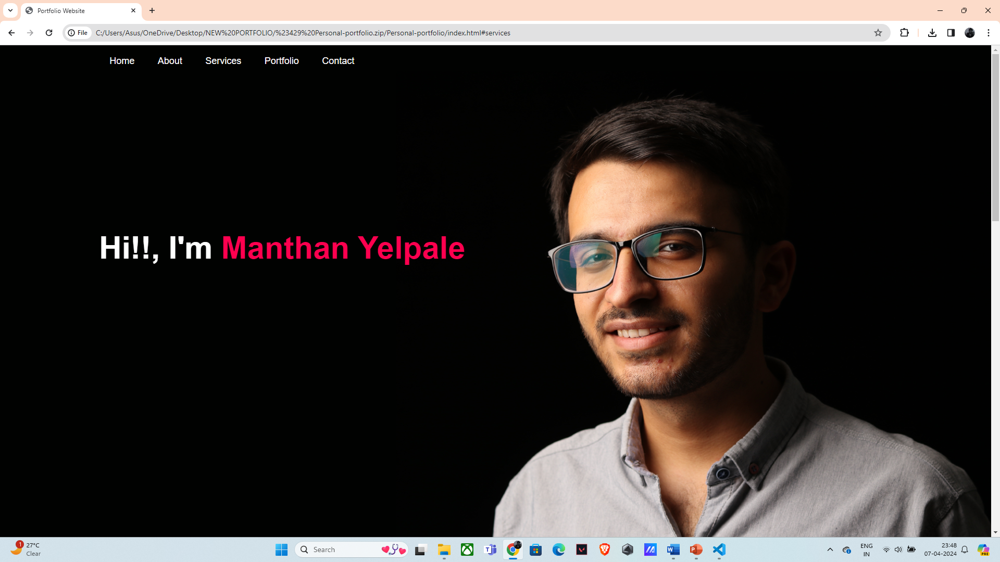 Portfolio Website
File
C:/Users/Asus/OneDrive/Desktop/NEW%20PORTFOLIO/%23429%20Personal-portfolio.zip/Personal-portfolio/index.html#services
Home About Services Portfolio Contact
Hi!!, I'm Manthan Yelpale
1
27°C
Clear
Search
ENG
IN
23:48
07-04-2024
PRE